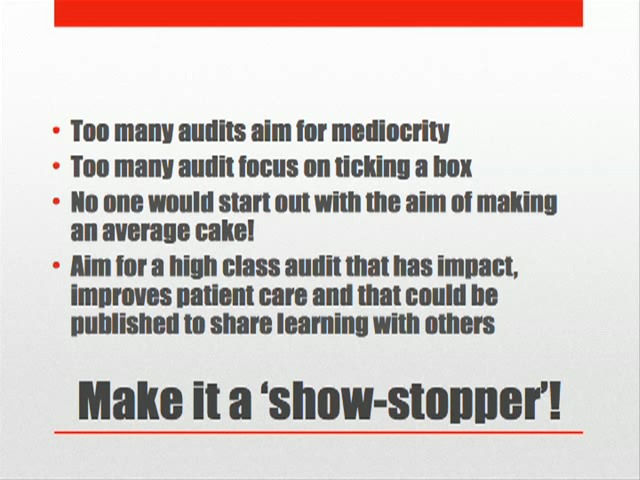 • Too many audits aim for mediocrity
• Too many audit focus on ticking a box
• No one would start out with the aim of making
an average cake!
• Aim for a high class audit that has impact,
improves patient care and that could be
published to share learning with others
Make it a ‘show-stopper’!